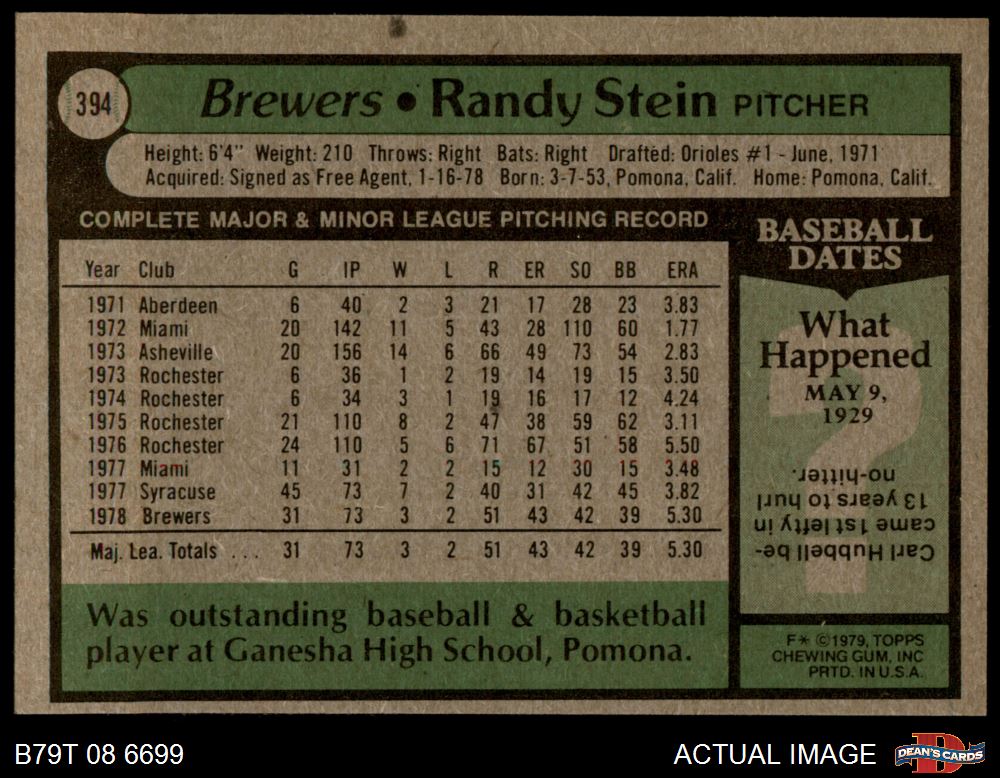 394
Brewers • Randy Stein PITCHER
Height: 6'4" Weight: 210 Throws: Right Bats: Right Drafted: Orioles #1 - June, 1971
Acquired: Signed as Free Agent, 1-16-78 Born: 3-7-53, Pomona, Calif. Home: Pomona, Calif.
COMPLETE MAJOR & MINOR LEAGUE PITCHING RECORD
Year Club G IP W L R ER SO BB ERA
1971 Aberdeen 6 40 2 3 21 17 28 23 3.83
1972 Miami 20 142 11 5 43 28 110 60 1.77
1973 Asheville 20 156 14 6 66 49 73 54 2.83
1973 Rochester 6 36 1 2 19 14 19 15 3.50
1974 Rochester 6 34 3 1 19 16 17 12 4.24
1975 Rochester 21 110 8 2 47 38 59 62 3.11
1976 Rochester 24 110 5 6 71 67 51 58 5.50
1977 Miami 11 31 2 2 15 12 30 15 3.48
1977 Syracuse 45 73 7 2 40 31 42 45 3.82
1978 Brewers 31 73 3 2 51 43 42 39 5.30
Maj. Lea. Totals ... 31 73 3 2 51 43 42 39 5.30
Was outstanding baseball & basketball
player at Ganesha High School, Pomona.
BASEBALL
DATES
What
Happened
MAY 9,
1929
Carl Hubbell be-
came 1st lefty in
13 years to hurl
no-hitter.
F* ©1979, TOPPS
CHEWING GUM, INC
PRTD. IN U.S.A.
B79T 08 6699
ACTUAL IMAGE
DEAN'S CARDS